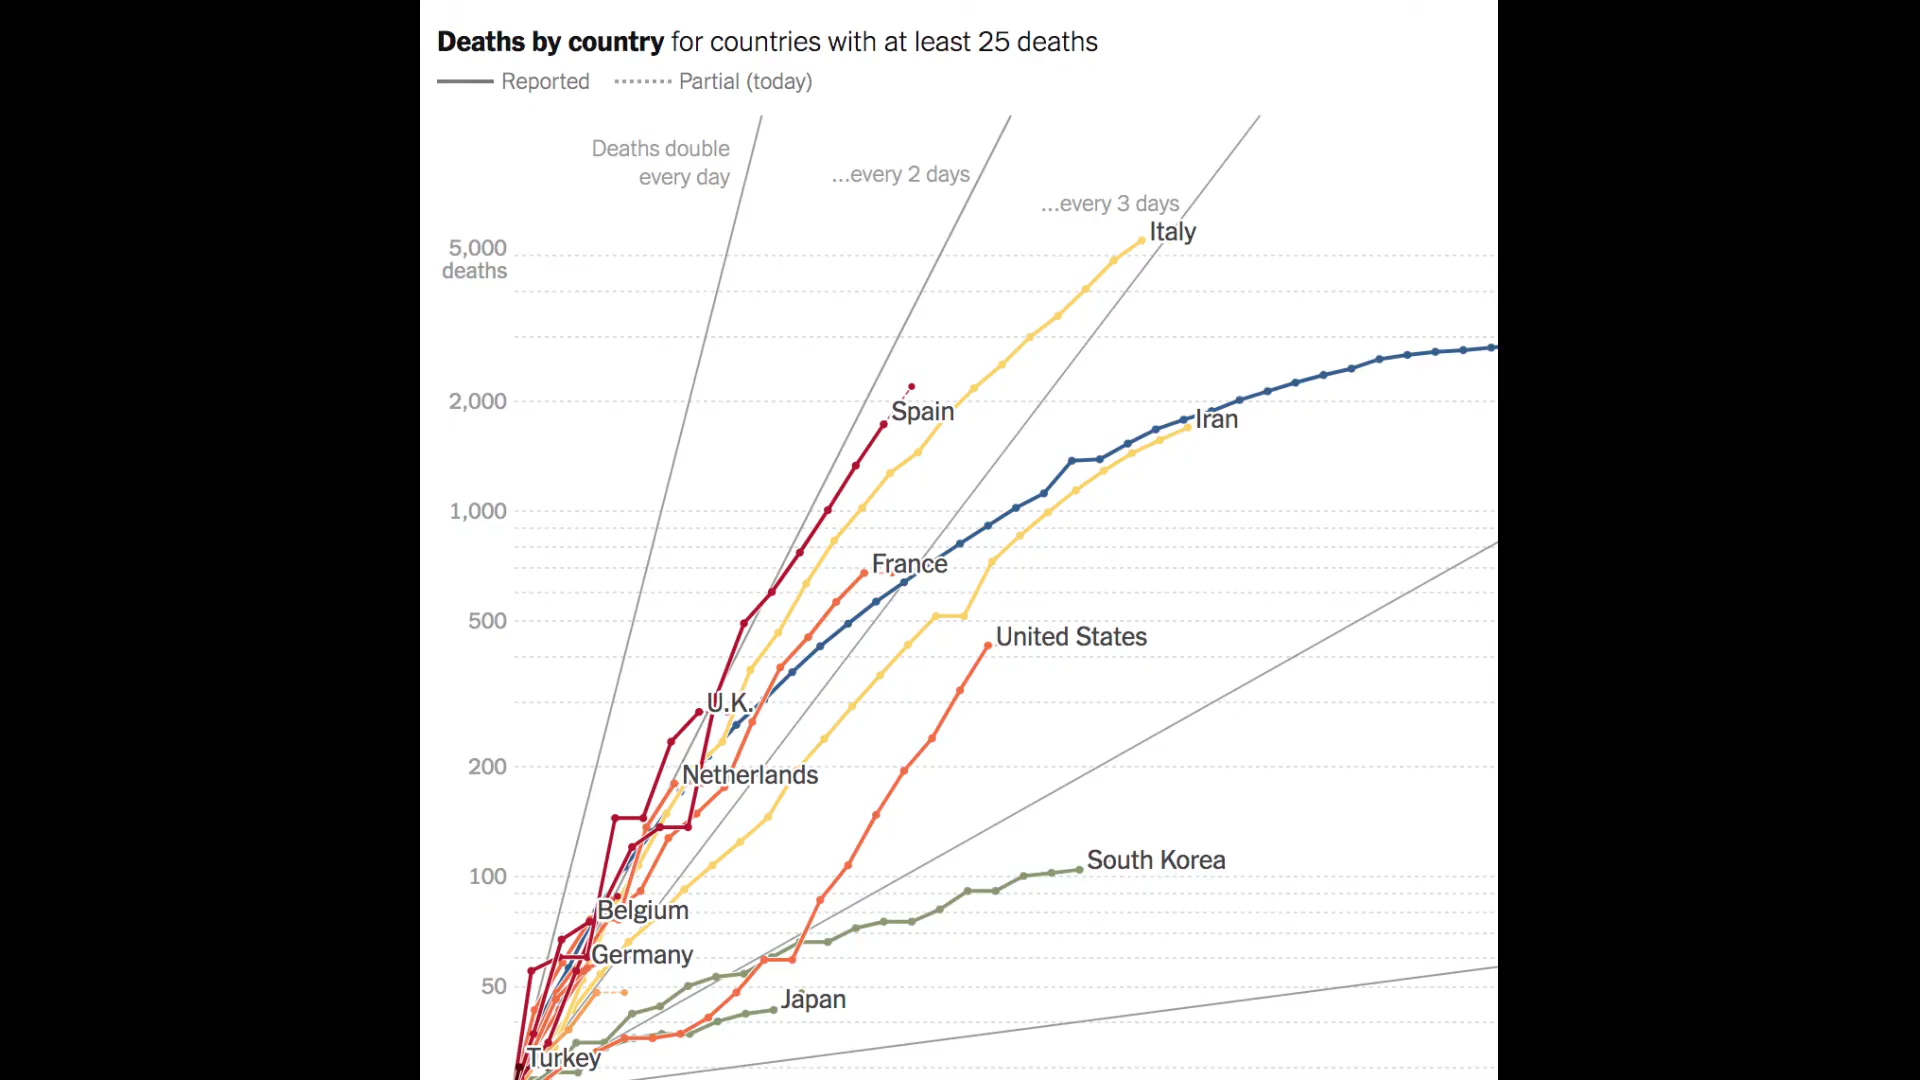 Deaths by country for countries with at least 25 deaths
Reported Partial (today)
Deaths double
every day
...every 2 days
...every 3 days
Italy
5,000
deaths
Spain
2,000
Iran
1,000
France
500
United States
U.K.
200
Netherlands
South Korea
100
Belgium
Germany
50
Japan
Turkey